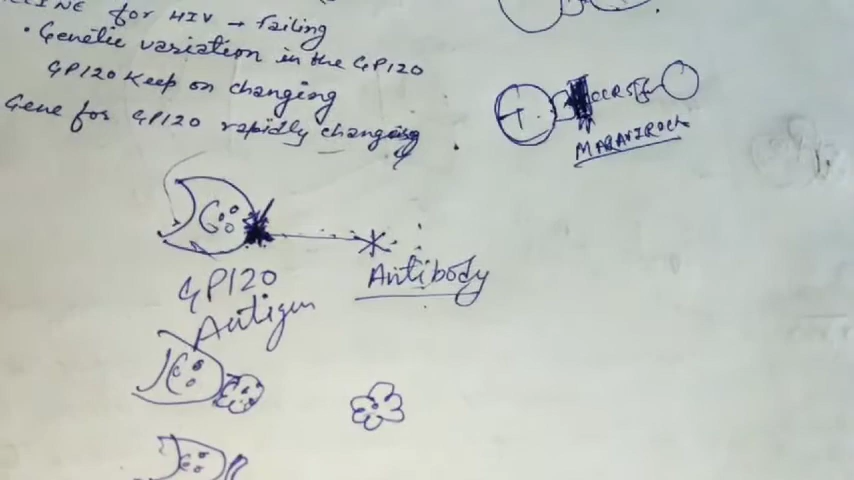 for HIV → failing
• Genetic variation in the GP120
GP120 Keep on changing
Gene for GP120 rapidly changing
T
CCR5
MARAVIROC
GP120
Antigen
Antibody